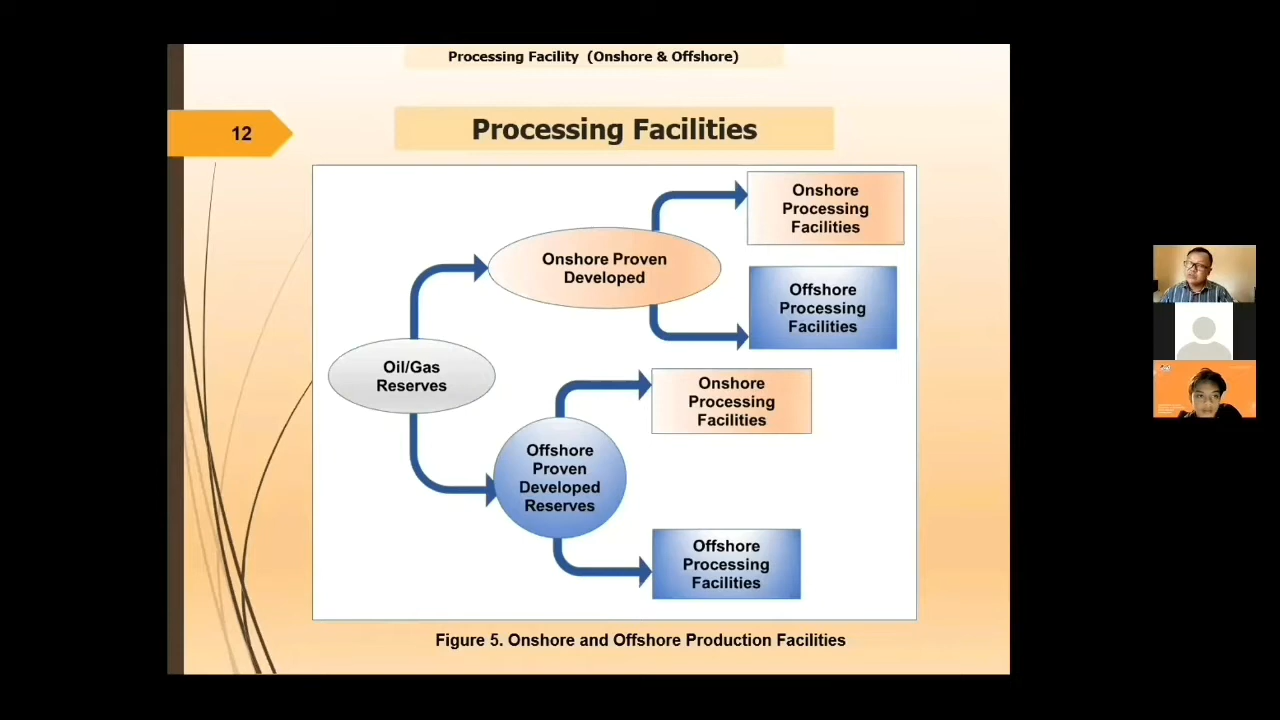 Processing Facility (Onshore & Offshore)
12
Processing Facilities
Onshore
Processing
Facilities
Onshore Proven
Developed
Offshore
Processing
Facilities
Oil/Gas
Reserves
Onshore
Processing
Facilities
Offshore
Proven
Developed
Reserves
Offshore
Processing
Facilities
Figure 5. Onshore and Offshore Production Facilities